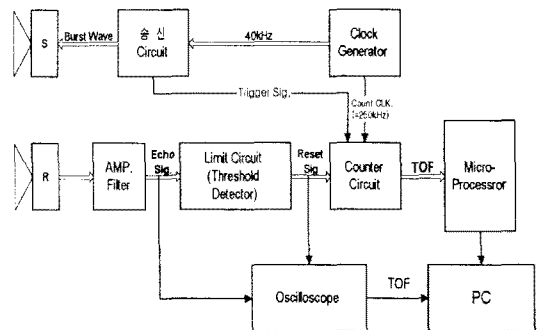 S
Burst Wave
송 신
Circuit
40kHz
Clock
Generator
Trigger Sig.
Count CLK.
(=250kHz)
R
AMP.
Filter
Echo
Sig
Limit Circuit
(Threshold
Detector)
Reset
Sig
Counter
Circuit
TOF
Micro-
Processror
Oscilloscope
TOF
PC